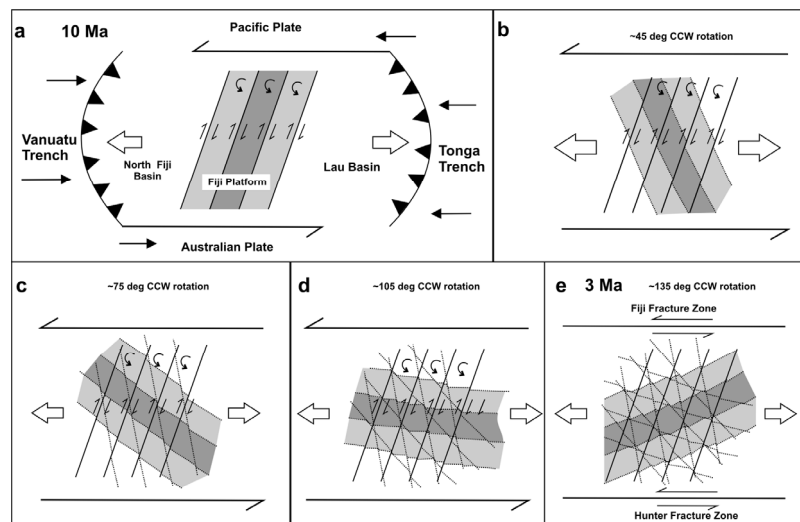 a
10 Ma
Pacific Plate
Vanuatu
Trench
North Fiji
Basin
Fiji Platform
Lau Basin
Tonga
Trench
Australian Plate
b
~45 deg CCW rotation
c
~75 deg CCW rotation
d
~105 deg CCW rotation
e
3 Ma
~135 deg CCW rotation
Fiji Fracture Zone
Hunter Fracture Zone